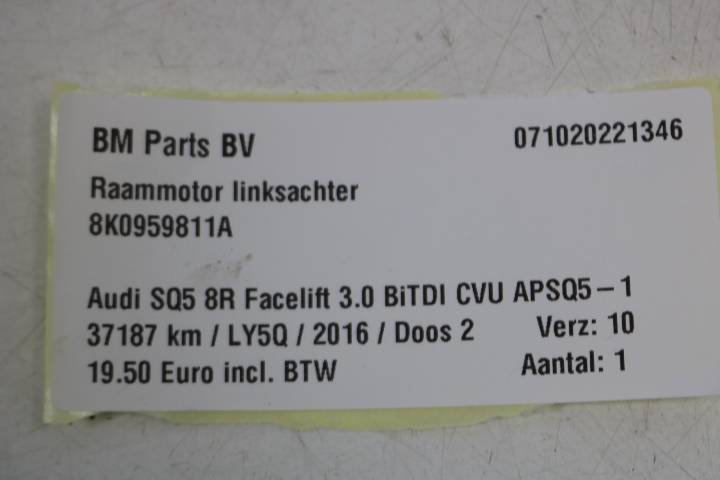 BM Parts BV 071020221346
Raammotor linksachter
8K0959811A
Audi SQ5 8R Facelift 3.0 BiTDI CVU APSQ5-1
37187 km / LY5Q / 2016 / Doos 2 Verz: 10
19.50 Euro incl. BTW Aantal: 1